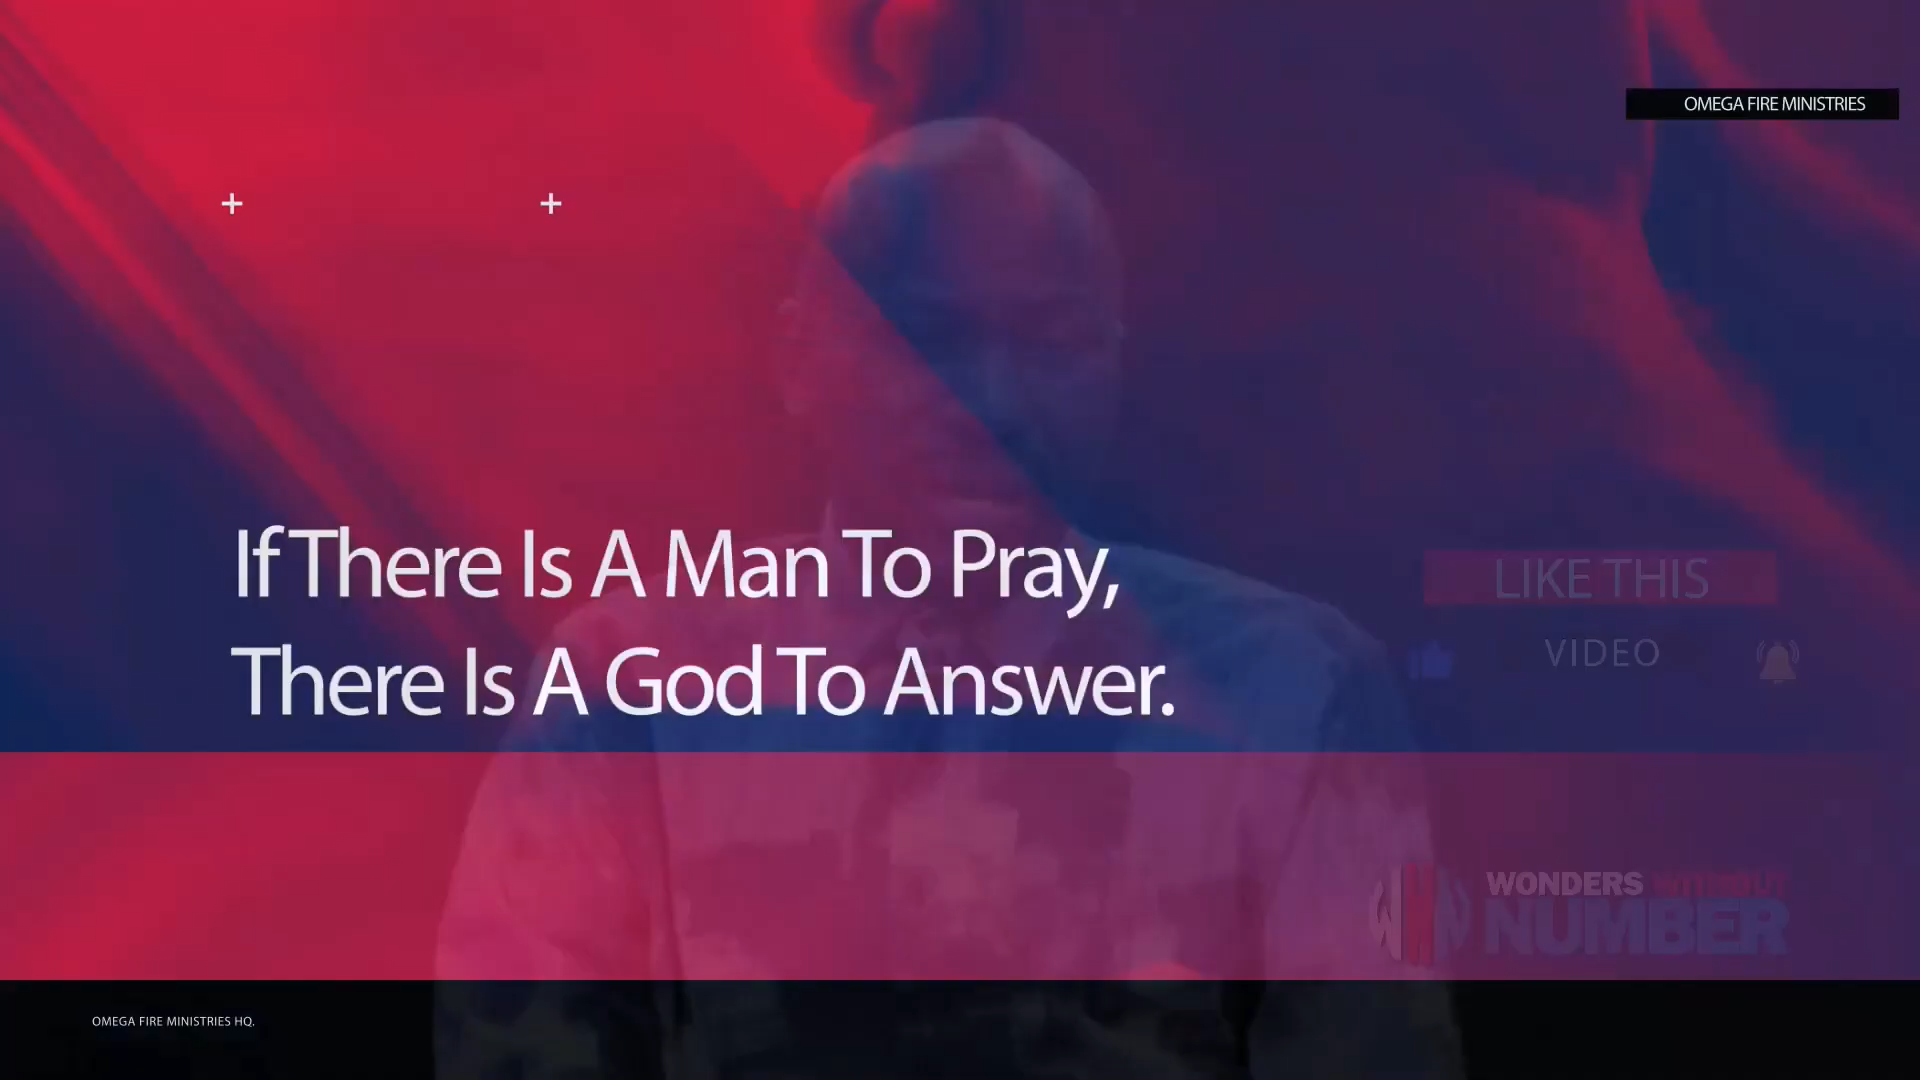 OMEGA FIRE MINISTRIES
If There Is A Man To Pray,
There Is A God To Answer.
LIKE THIS
VIDEO
WONDERS WITHOUT
NUMBER
OMEGA FIRE MINISTRIES HQ.